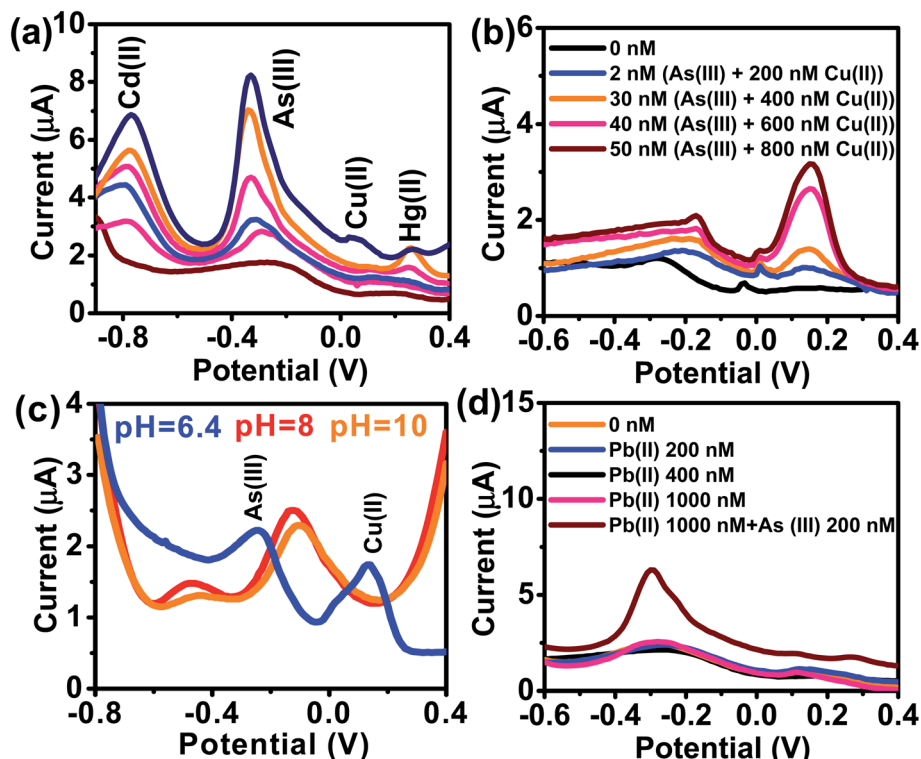 (a)
Cd(II)
As(III)
Cu(II)
Hg(II)
10
8
6
4
2
0
Current (µA)
-0.8
-0.4
0.0
0.4
Potential (V)
(b)
0 nM
2 nM (As(III) + 200 nM Cu(II))
30 nM (As(III) + 400 nM Cu(II))
40 nM (As(III) + 600 nM Cu(II))
50 nM (As(III) + 800 nM Cu(II))
6
4
2
0
Current (µA)
-0.6
-0.4
-0.2
0.0
0.2
0.4
Potential (V)
(c)
pH=6.4 pH=8 pH=10
As(III)
Cu(II)
4
3
2
1
0
Current (µA)
-0.8
-0.4
0.0
0.4
Potential (V)
(d)
0 nM
Pb(II) 200 nM
Pb(II) 400 nM
Pb(II) 1000 nM
Pb(II) 1000 nM+As (III) 200 nM
15
10
5
0
Current (µA)
-0.6
-0.4
-0.2
0.0
0.2
0.4
Potential (V)